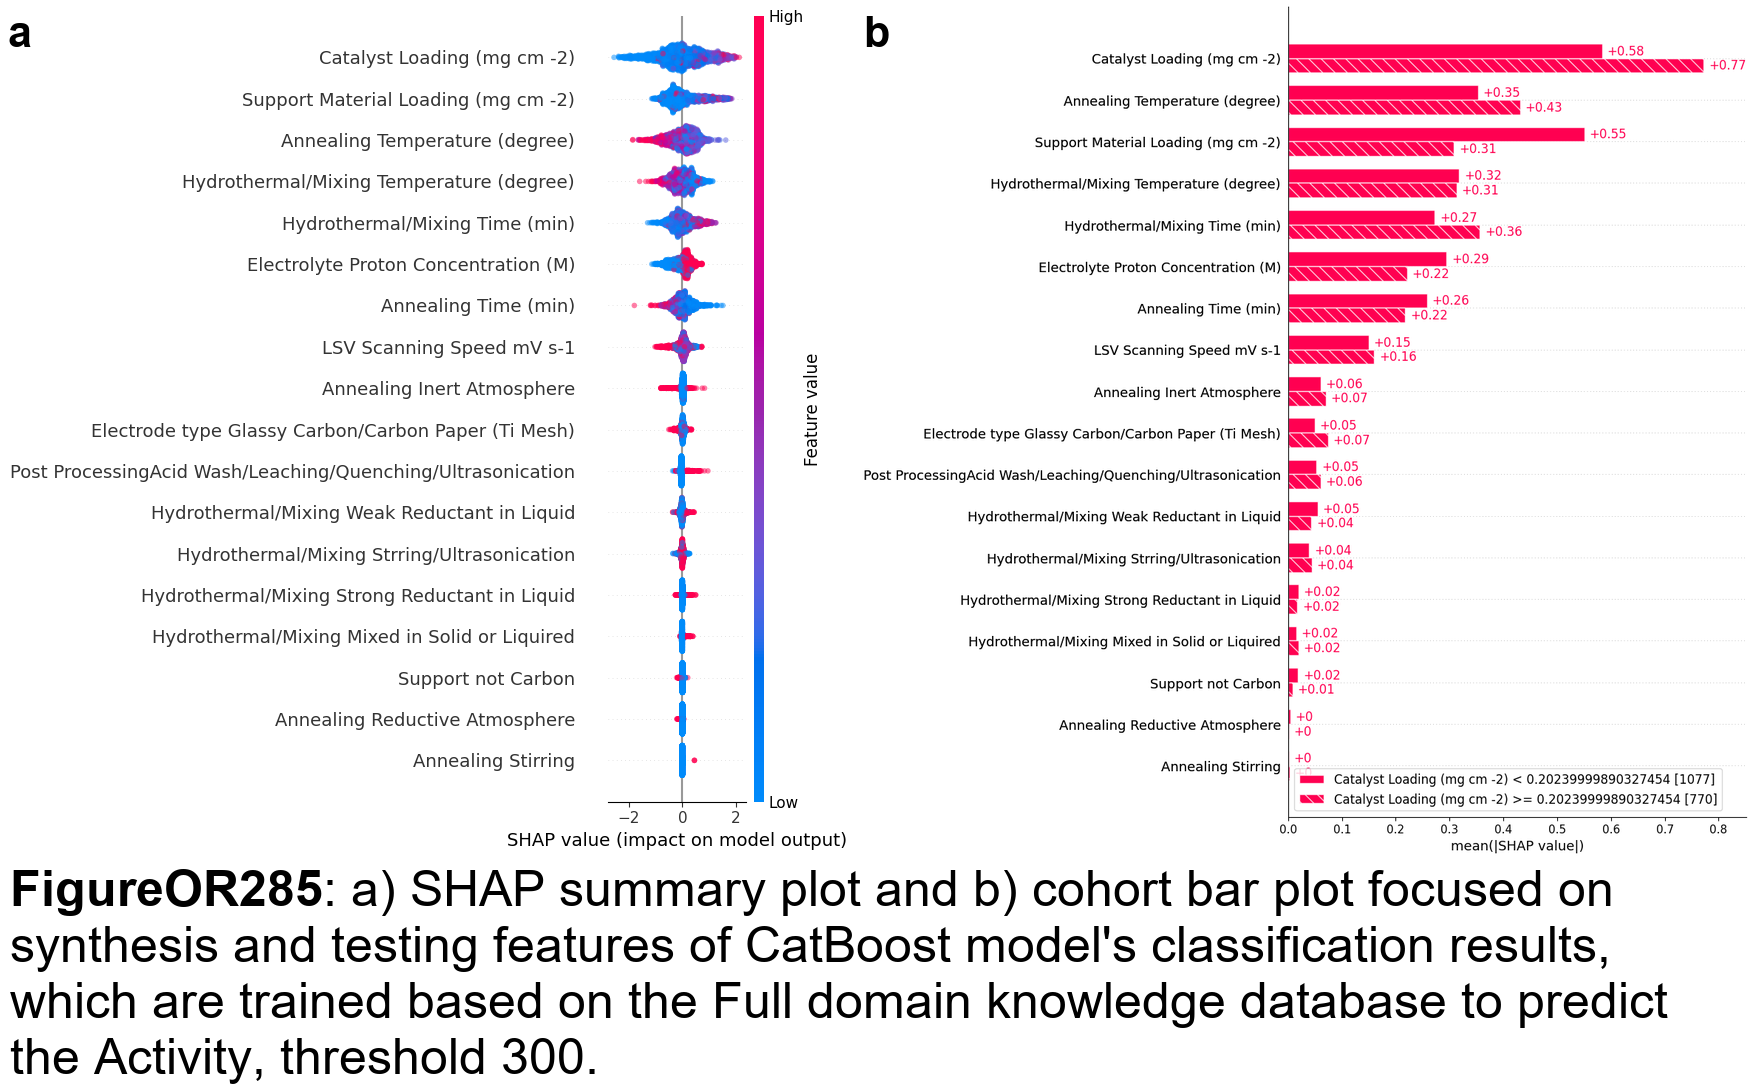 a
High
Catalyst Loading (mg cm -2)
Support Material Loading (mg cm -2)
Annealing Temperature (degree)
Hydrothermal/Mixing Temperature (degree)
Hydrothermal/Mixing Time (min)
Electrolyte Proton Concentration (M)
Annealing Time (min)
LSV Scanning Speed mV s-1
Annealing Inert Atmosphere
Electrode type Glassy Carbon/Carbon Paper (Ti Mesh)
Post ProcessingAcid Wash/Leaching/Quenching/Ultrasonication
Hydrothermal/Mixing Weak Reductant in Liquid
Hydrothermal/Mixing Strring/Ultrasonication
Hydrothermal/Mixing Strong Reductant in Liquid
Hydrothermal/Mixing Mixed in Solid or Liquired
Support not Carbon
Annealing Reductive Atmosphere
Annealing Stirring
Feature value
Low
−2 0 2
SHAP value (impact on model output)
b
Catalyst Loading (mg cm -2)
+0.58
+0.77
Annealing Temperature (degree)
+0.35
+0.43
Support Material Loading (mg cm -2)
+0.55
+0.31
Hydrothermal/Mixing Temperature (degree)
+0.32
+0.31
Hydrothermal/Mixing Time (min)
+0.27
+0.36
Electrolyte Proton Concentration (M)
+0.29
+0.22
Annealing Time (min)
+0.26
+0.22
LSV Scanning Speed mV s-1
+0.15
+0.16
Annealing Inert Atmosphere
+0.06
+0.07
Electrode type Glassy Carbon/Carbon Paper (Ti Mesh)
+0.05
+0.07
Post ProcessingAcid Wash/Leaching/Quenching/Ultrasonication
+0.05
+0.06
Hydrothermal/Mixing Weak Reductant in Liquid
+0.05
+0.04
Hydrothermal/Mixing Strring/Ultrasonication
+0.04
+0.04
Hydrothermal/Mixing Strong Reductant in Liquid
+0.02
+0.02
Hydrothermal/Mixing Mixed in Solid or Liquired
+0.02
+0.02
Support not Carbon
+0.02
+0.01
Annealing Reductive Atmosphere
+0
+0
Annealing Stirring
+0
Catalyst Loading (mg cm -2) < 0.20239999890327454 [1077]
Catalyst Loading (mg cm -2) >= 0.20239999890327454 [770]
0.0 0.1 0.2 0.3 0.4 0.5 0.6 0.7 0.8
mean(|SHAP value|)
FigureOR285: a) SHAP summary plot and b) cohort bar plot focused on
synthesis and testing features of CatBoost model's classification results,
which are trained based on the Full domain knowledge database to predict
the Activity, threshold 300.